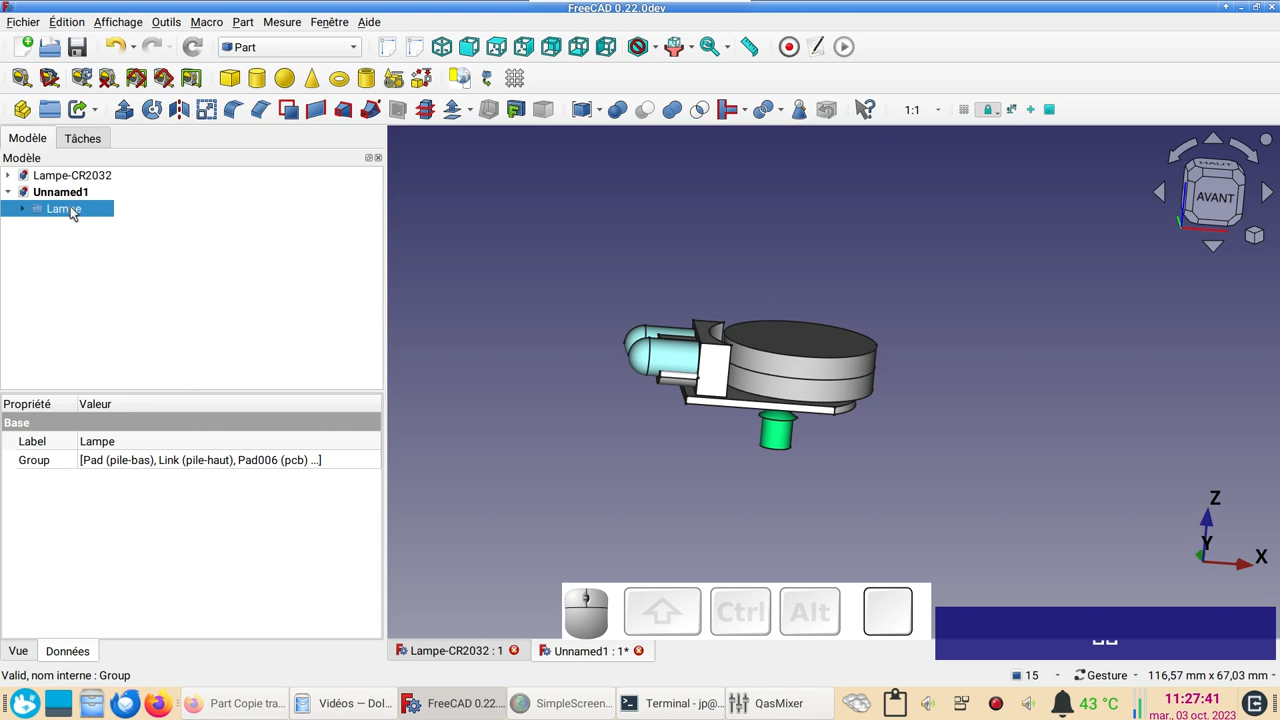 FreeCAD 0.22.0dev
Fichier Édition Affichage Outils Macro Part Mesure Fenêtre Aide
Part
1:1
Modèle Tâches
Modèle
Lampe-CR2032
Unnamed1
Lampe
HAUT
AVANT
Propriété Valeur
Base
Label Lampe
Group [Pad (pile-bas), Link (pile-haut), Pad006 (pcb) ...]
Z
Y
X
Ctrl Alt
Vue Données
Lampe-CR2032 : 1 Unnamed1 : 1*
Valid, nom interne : Group 15 Gesture 116,57 mm × 67,03 mm
Part Copie tra... Vidéos — Dol... FreeCAD 0.22... SimpleScreen... Terminal - jp@... QasMixer 43 °C 11:27:41
mar., 03 oct. 2023